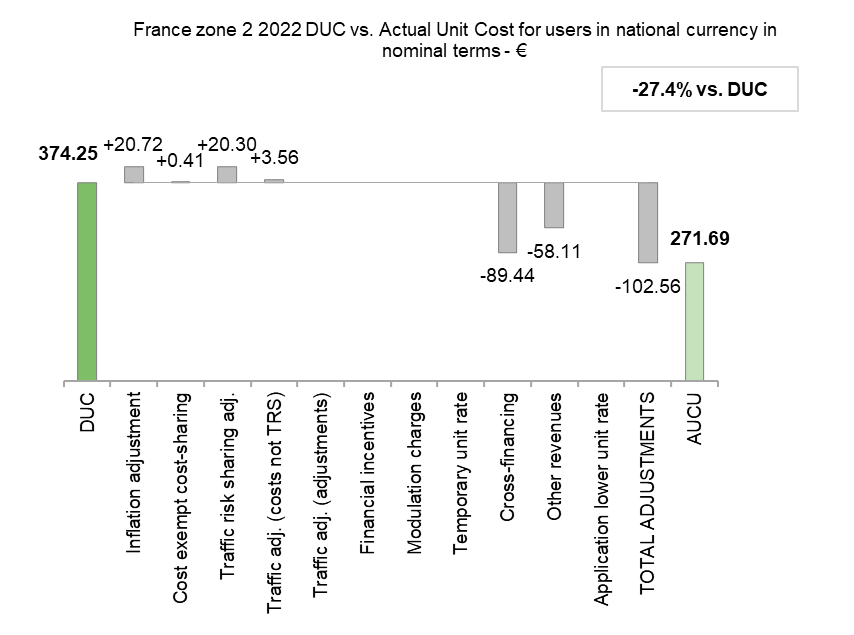 France zone 2 2022 DUC vs. Actual Unit Cost for users in national currency in
nominal terms - €
-27.4% vs. DUC
374.25
+20.72
+0.41
+20.30
+3.56
-89.44
-58.11
-102.56
271.69
DUC
Inflation adjustment
Cost exempt cost-sharing
Traffic risk sharing adj.
Traffic adj. (costs not TRS)
Traffic adj. (adjustments)
Financial incentives
Modulation charges
Temporary unit rate
Cross-financing
Other revenues
Application lower unit rate
TOTAL ADJUSTMENTS
AUCU